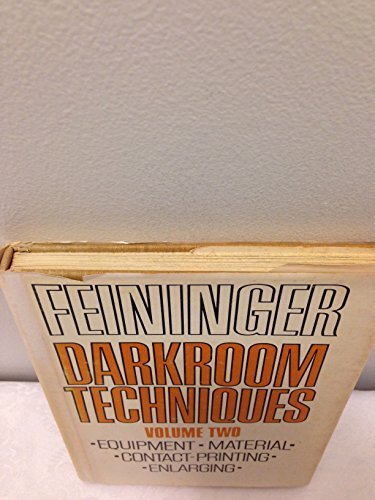 FEININGER
DARKROOM
TECHNIQUES
VOLUME TWO
•EQUIPMENT • MATERIAL•
•CONTACT-PRINTING•
•ENLARGING•